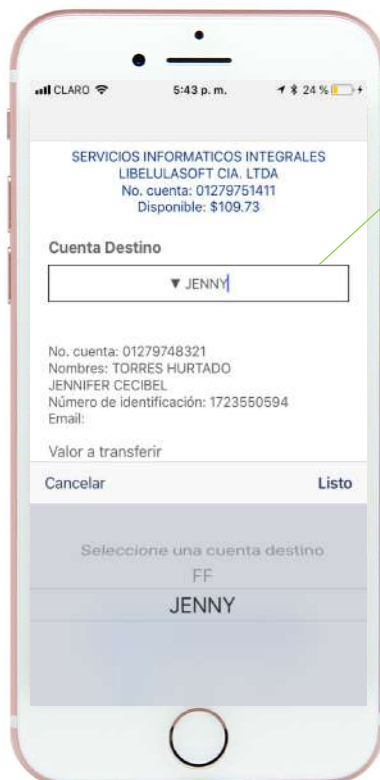 CLARO 5:43 p. m. 24 %
SERVICIOS INFORMATICOS INTEGRALES
LIBELULASOFT CIA. LTDA
No. cuenta: 01279751411
Disponible: $109.73
Cuenta Destino
▼ JENNY
No. cuenta: 01279748321
Nombres: TORRES HURTADO
JENNIFER CECIBEL
Número de identificación: 1723550594
Email:
Valor a transferir
Cancelar Listo
Seleccione una cuenta destino
FF
JENNY